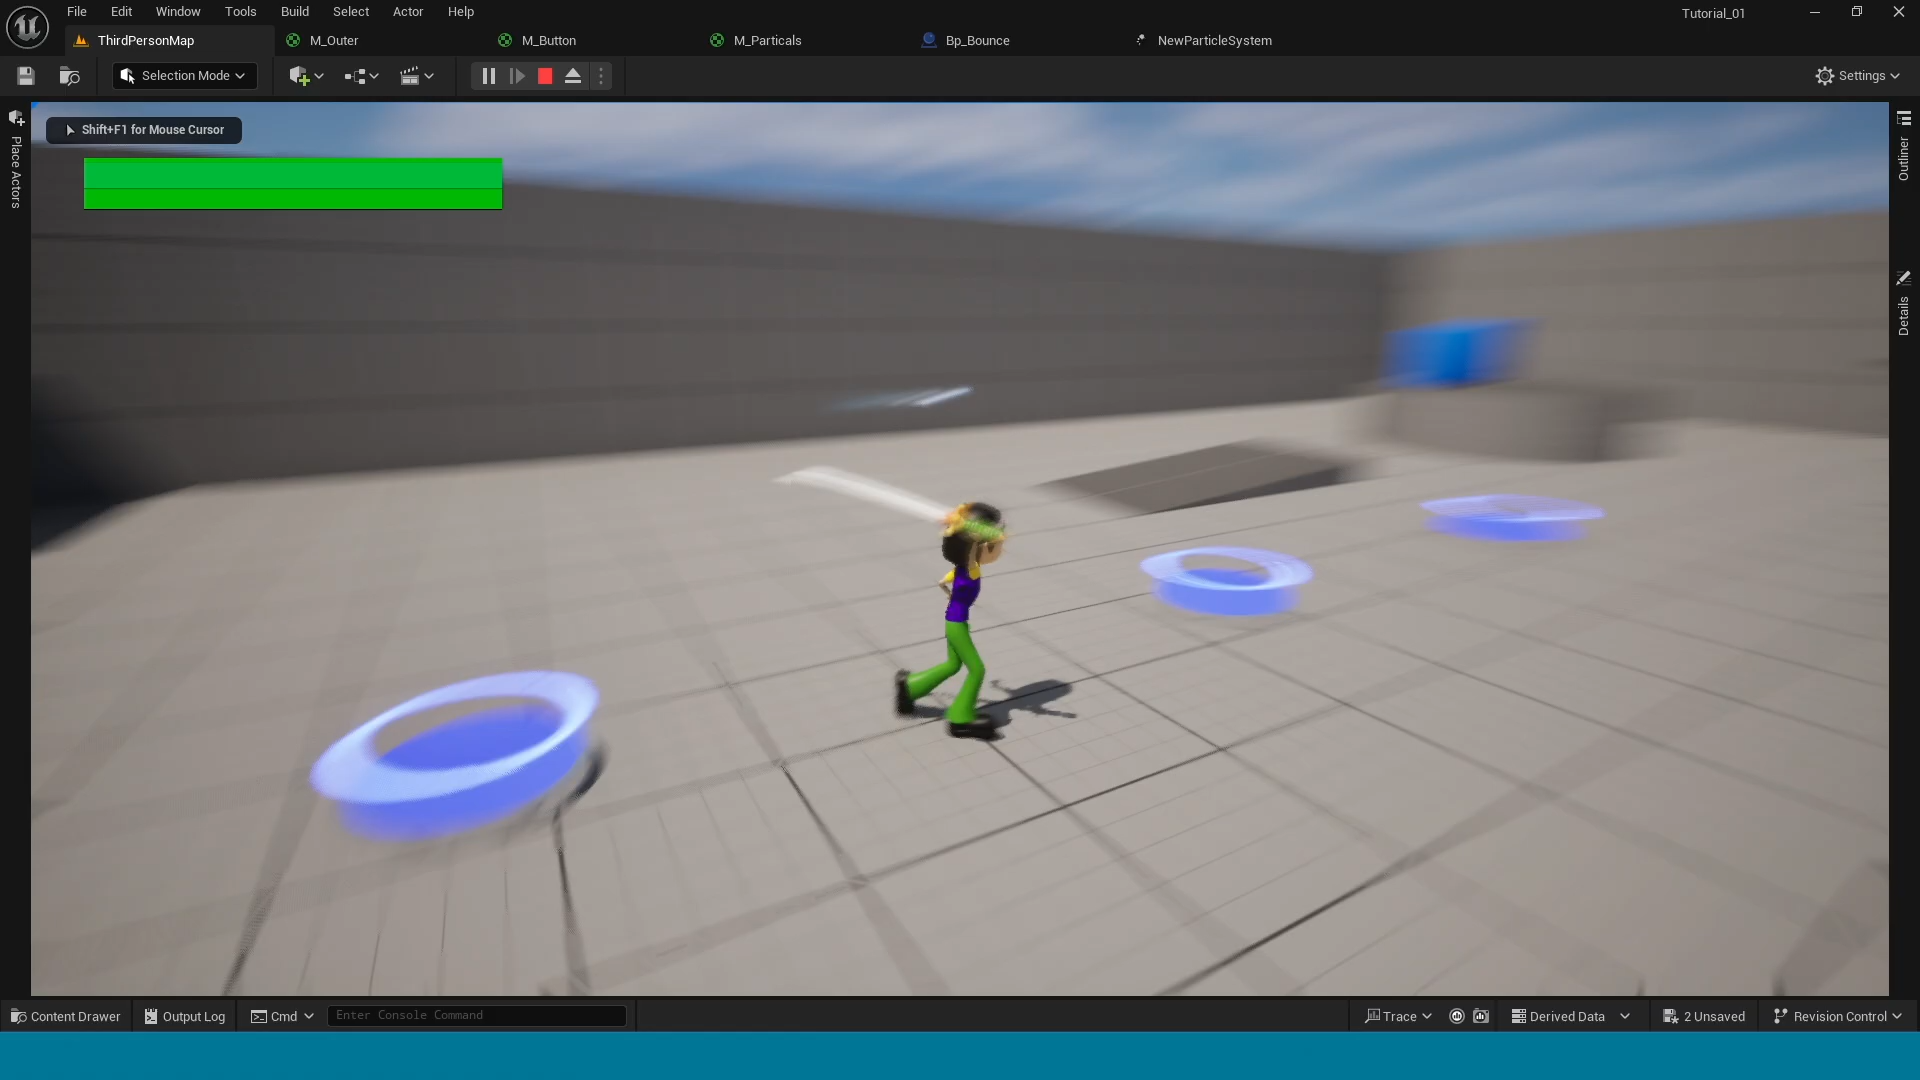 File Edit Window Tools Build Select Actor Help
Tutorial_01
ThirdPersonMap M_Outer M_Button M_Particals Bp_Bounce NewParticleSystem
Selection Mode
Settings
Shift+F1 for Mouse Cursor
Place Actors
Outliner
Details
Content Drawer Output Log Cmd Enter Console Command Trace Derived Data 2 Unsaved Revision Control